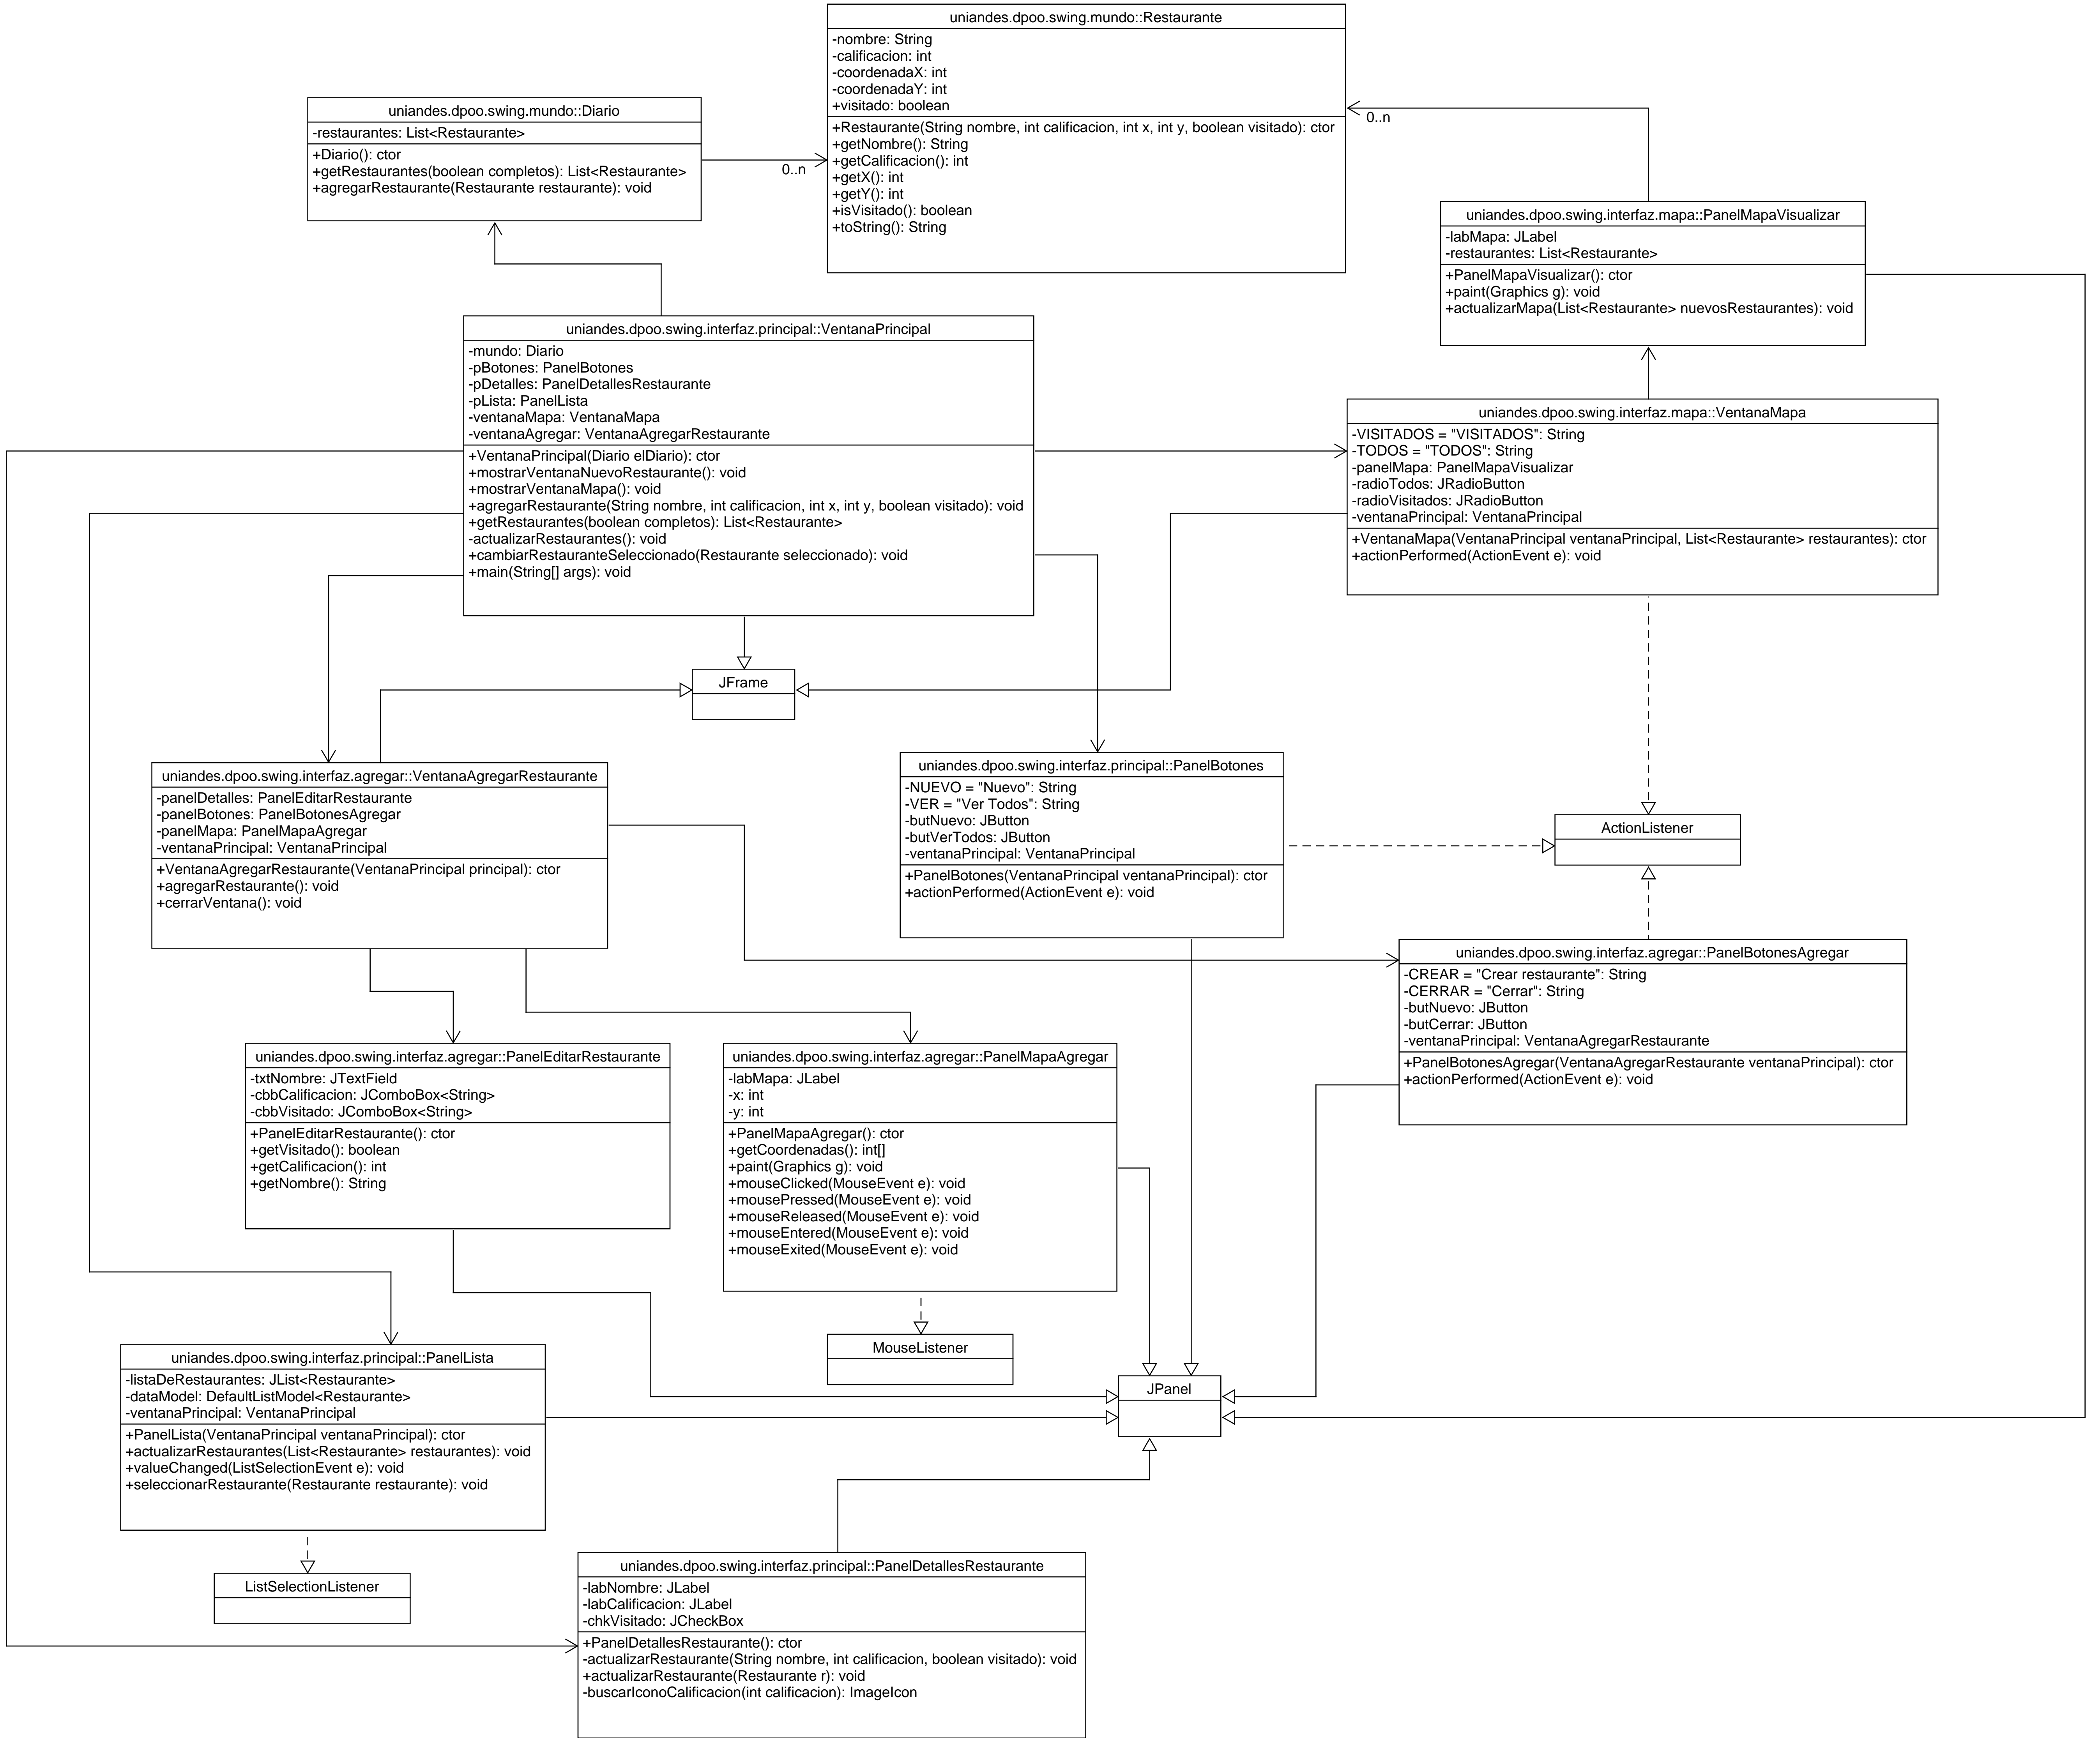 uniandes.dpoo.swing.mundo::Restaurante
-nombre: String
-calificacion: int
-coordenadaX: int
-coordenadaY: int
+visitado: boolean
+Restaurante(String nombre, int calificacion, int x, int y, boolean visitado): ctor
+getNombre(): String
+getCalificacion(): int
+getX(): int
+getY(): int
+isVisitado(): boolean
+toString(): String
uniandes.dpoo.swing.mundo::Diario
-restaurantes: List<Restaurante>
+Diario(): ctor
+getRestaurantes(boolean completos): List<Restaurante>
+agregarRestaurante(Restaurante restaurante): void
0..n
0..n
uniandes.dpoo.swing.interfaz.mapa::PanelMapaVisualizar
-labMapa: JLabel
-restaurantes: List<Restaurante>
+PanelMapaVisualizar(): ctor
+paint(Graphics g): void
+actualizarMapa(List<Restaurante> nuevosRestaurantes): void
uniandes.dpoo.swing.interfaz.principal::VentanaPrincipal
-mundo: Diario
-pBotones: PanelBotones
-pDetalles: PanelDetallesRestaurante
-pLista: PanelLista
-ventanaMapa: VentanaMapa
-ventanaAgregar: VentanaAgregarRestaurante
+VentanaPrincipal(Diario elDiario): ctor
+mostrarVentanaNuevoRestaurante(): void
+mostrarVentanaMapa(): void
+agregarRestaurante(String nombre, int calificacion, int x, int y, boolean visitado): void
+getRestaurantes(boolean completos): List<Restaurante>
-actualizarRestaurantes(): void
+cambiarRestauranteSeleccionado(Restaurante seleccionado): void
+main(String[] args): void
uniandes.dpoo.swing.interfaz.mapa::VentanaMapa
-VISITADOS = "VISITADOS": String
-TODOS = "TODOS": String
-panelMapa: PanelMapaVisualizar
-radioTodos: JRadioButton
-radioVisitados: JRadioButton
-ventanaPrincipal: VentanaPrincipal
+VentanaMapa(VentanaPrincipal ventanaPrincipal, List<Restaurante> restaurantes): ctor
+actionPerformed(ActionEvent e): void
JFrame
uniandes.dpoo.swing.interfaz.agregar::VentanaAgregarRestaurante
-panelDetalles: PanelEditarRestaurante
-panelBotones: PanelBotonesAgregar
-panelMapa: PanelMapaAgregar
-ventanaPrincipal: VentanaPrincipal
+VentanaAgregarRestaurante(VentanaPrincipal principal): ctor
+agregarRestaurante(): void
+cerrarVentana(): void
uniandes.dpoo.swing.interfaz.principal::PanelBotones
-NUEVO = "Nuevo": String
-VER = "Ver Todos": String
-butNuevo: JButton
-butVerTodos: JButton
-ventanaPrincipal: VentanaPrincipal
+PanelBotones(VentanaPrincipal ventanaPrincipal): ctor
+actionPerformed(ActionEvent e): void
ActionListener
uniandes.dpoo.swing.interfaz.agregar::PanelBotonesAgregar
-CREAR = "Crear restaurante": String
-CERRAR = "Cerrar": String
-butNuevo: JButton
-butCerrar: JButton
-ventanaPrincipal: VentanaAgregarRestaurante
+PanelBotonesAgregar(VentanaAgregarRestaurante ventanaPrincipal): ctor
+actionPerformed(ActionEvent e): void
uniandes.dpoo.swing.interfaz.agregar::PanelEditarRestaurante
-txtNombre: JTextField
-cbbCalificacion: JComboBox<String>
-cbbVisitado: JComboBox<String>
+PanelEditarRestaurante(): ctor
+getVisitado(): boolean
+getCalificacion(): int
+getNombre(): String
uniandes.dpoo.swing.interfaz.agregar::PanelMapaAgregar
-labMapa: JLabel
-x: int
-y: int
+PanelMapaAgregar(): ctor
+getCoordenadas(): int[]
+paint(Graphics g): void
+mouseClicked(MouseEvent e): void
+mousePressed(MouseEvent e): void
+mouseReleased(MouseEvent e): void
+mouseEntered(MouseEvent e): void
+mouseExited(MouseEvent e): void
MouseListener
uniandes.dpoo.swing.interfaz.principal::PanelLista
-listaDeRestaurantes: JList<Restaurante>
-dataModel: DefaultListModel<Restaurante>
-ventanaPrincipal: VentanaPrincipal
+PanelLista(VentanaPrincipal ventanaPrincipal): ctor
+actualizarRestaurantes(List<Restaurante> restaurantes): void
+valueChanged(ListSelectionEvent e): void
+seleccionarRestaurante(Restaurante restaurante): void
JPanel
ListSelectionListener
uniandes.dpoo.swing.interfaz.principal::PanelDetallesRestaurante
-labNombre: JLabel
-labCalificacion: JLabel
-chkVisitado: JCheckBox
+PanelDetallesRestaurante(): ctor
-actualizarRestaurante(String nombre, int calificacion, boolean visitado): void
+actualizarRestaurante(Restaurante r): void
-buscarIconoCalificacion(int calificacion): ImageIcon